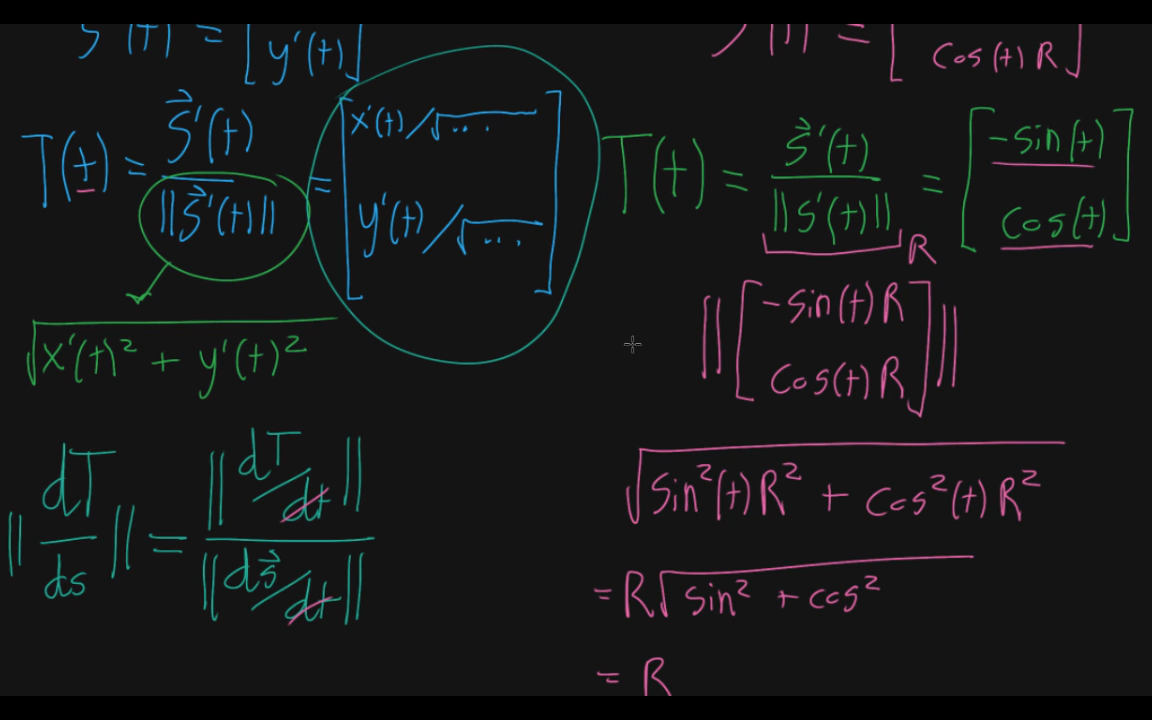 S'(t) = [ y'(t) ]
T(t) = S⃗'(t) / ||S⃗'(t)|| = [ x'(t)/√... y'(t)/√... ]
√x'(t)² + y'(t)²
|| dT/ds || = || dT/dt || / || ds⃗/dt ||
= [ Cos(t)R ]
T(t) = S⃗'(t) / ||S'(t)|| = [ -Sin(t) Cos(t) ]
R
|| [ -Sin(t)R Cos(t)R ] ||
√Sin²(t)R² + Cos²(t)R²
= R√sin² + cos²
= R